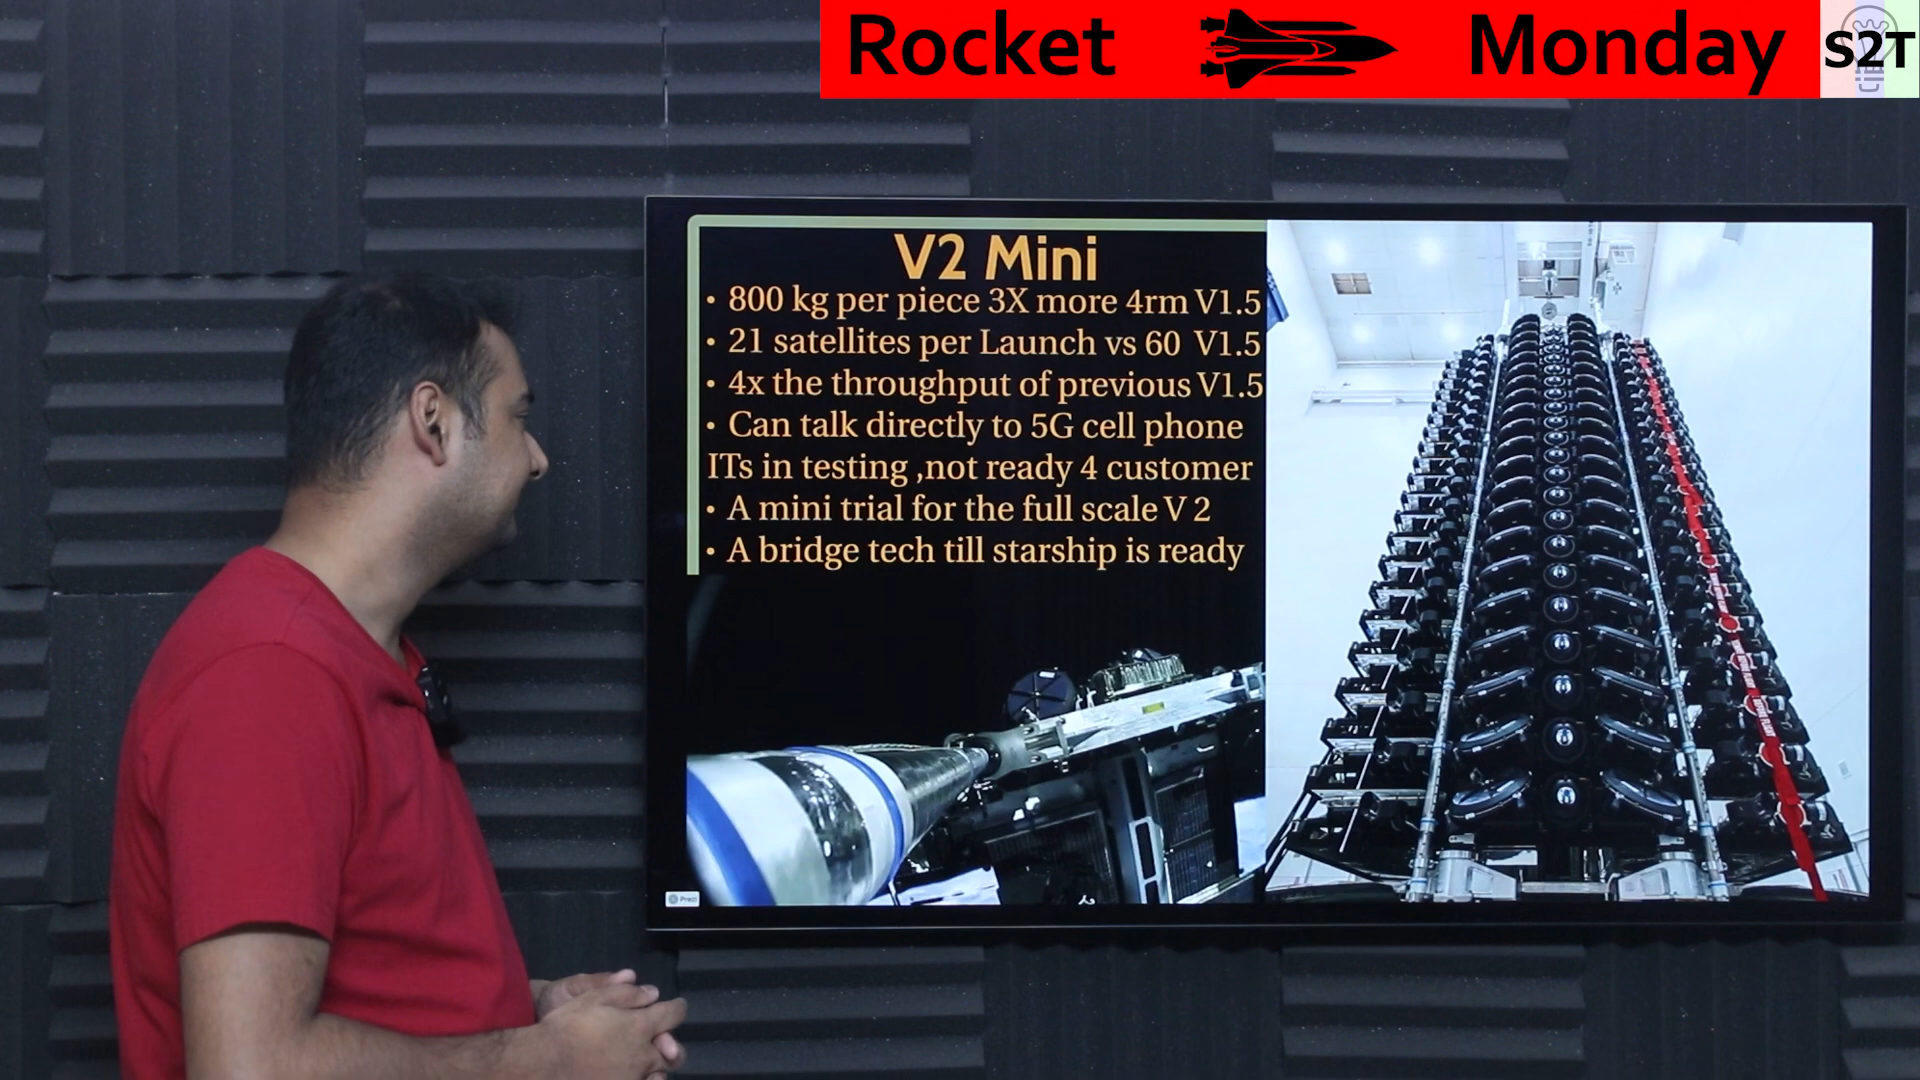 Rocket Monday
S2T
V2 Mini
• 800 kg per piece 3X more 4rm V1.5
• 21 satellites per Launch vs 60 V1.5
• 4x the throughput of previous V1.5
• Can talk directly to 5G cell phone
ITs in testing ,not ready 4 customer
• A mini trial for the full scale V 2
• A bridge tech till starship is ready
Prezi